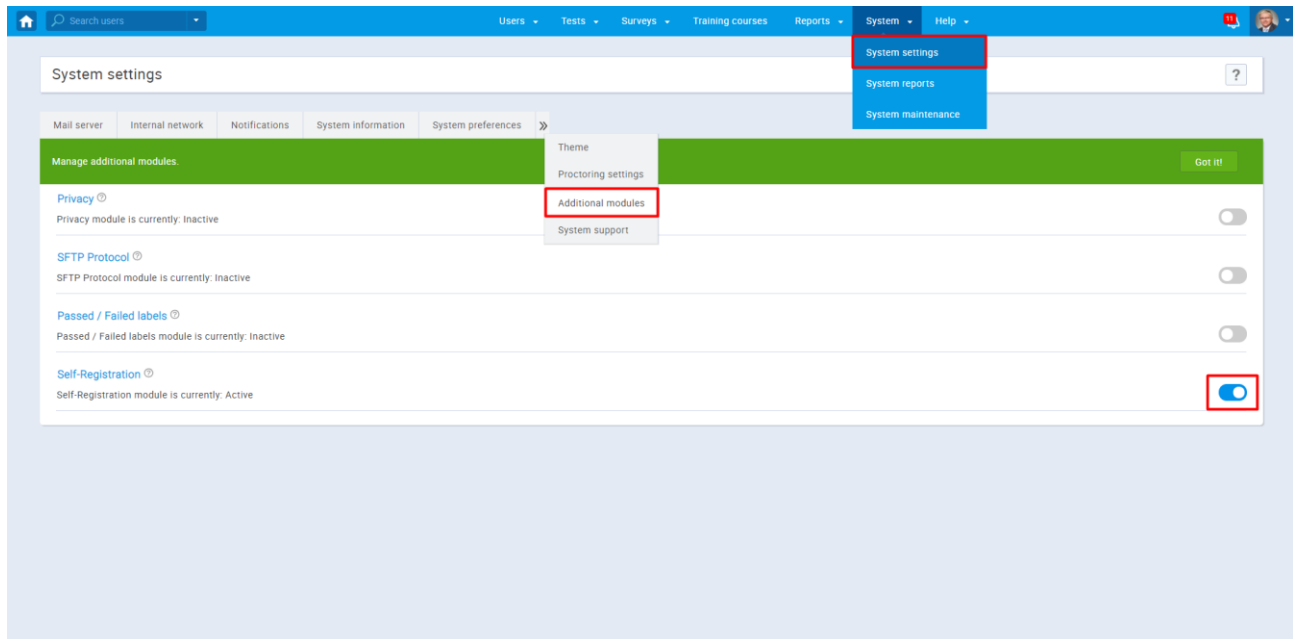 Search users
Users Tests Surveys Training courses Reports System Help
11
System settings
System reports
System maintenance
System settings
?
Mail server Internal network Notifications System information System preferences »
Theme
Proctoring settings
Additional modules
System support
Manage additional modules.
Got it!
Privacy ?
Privacy module is currently: Inactive
SFTP Protocol ?
SFTP Protocol module is currently: Inactive
Passed / Failed labels ?
Passed / Failed labels module is currently: Inactive
Self-Registration ?
Self-Registration module is currently: Active